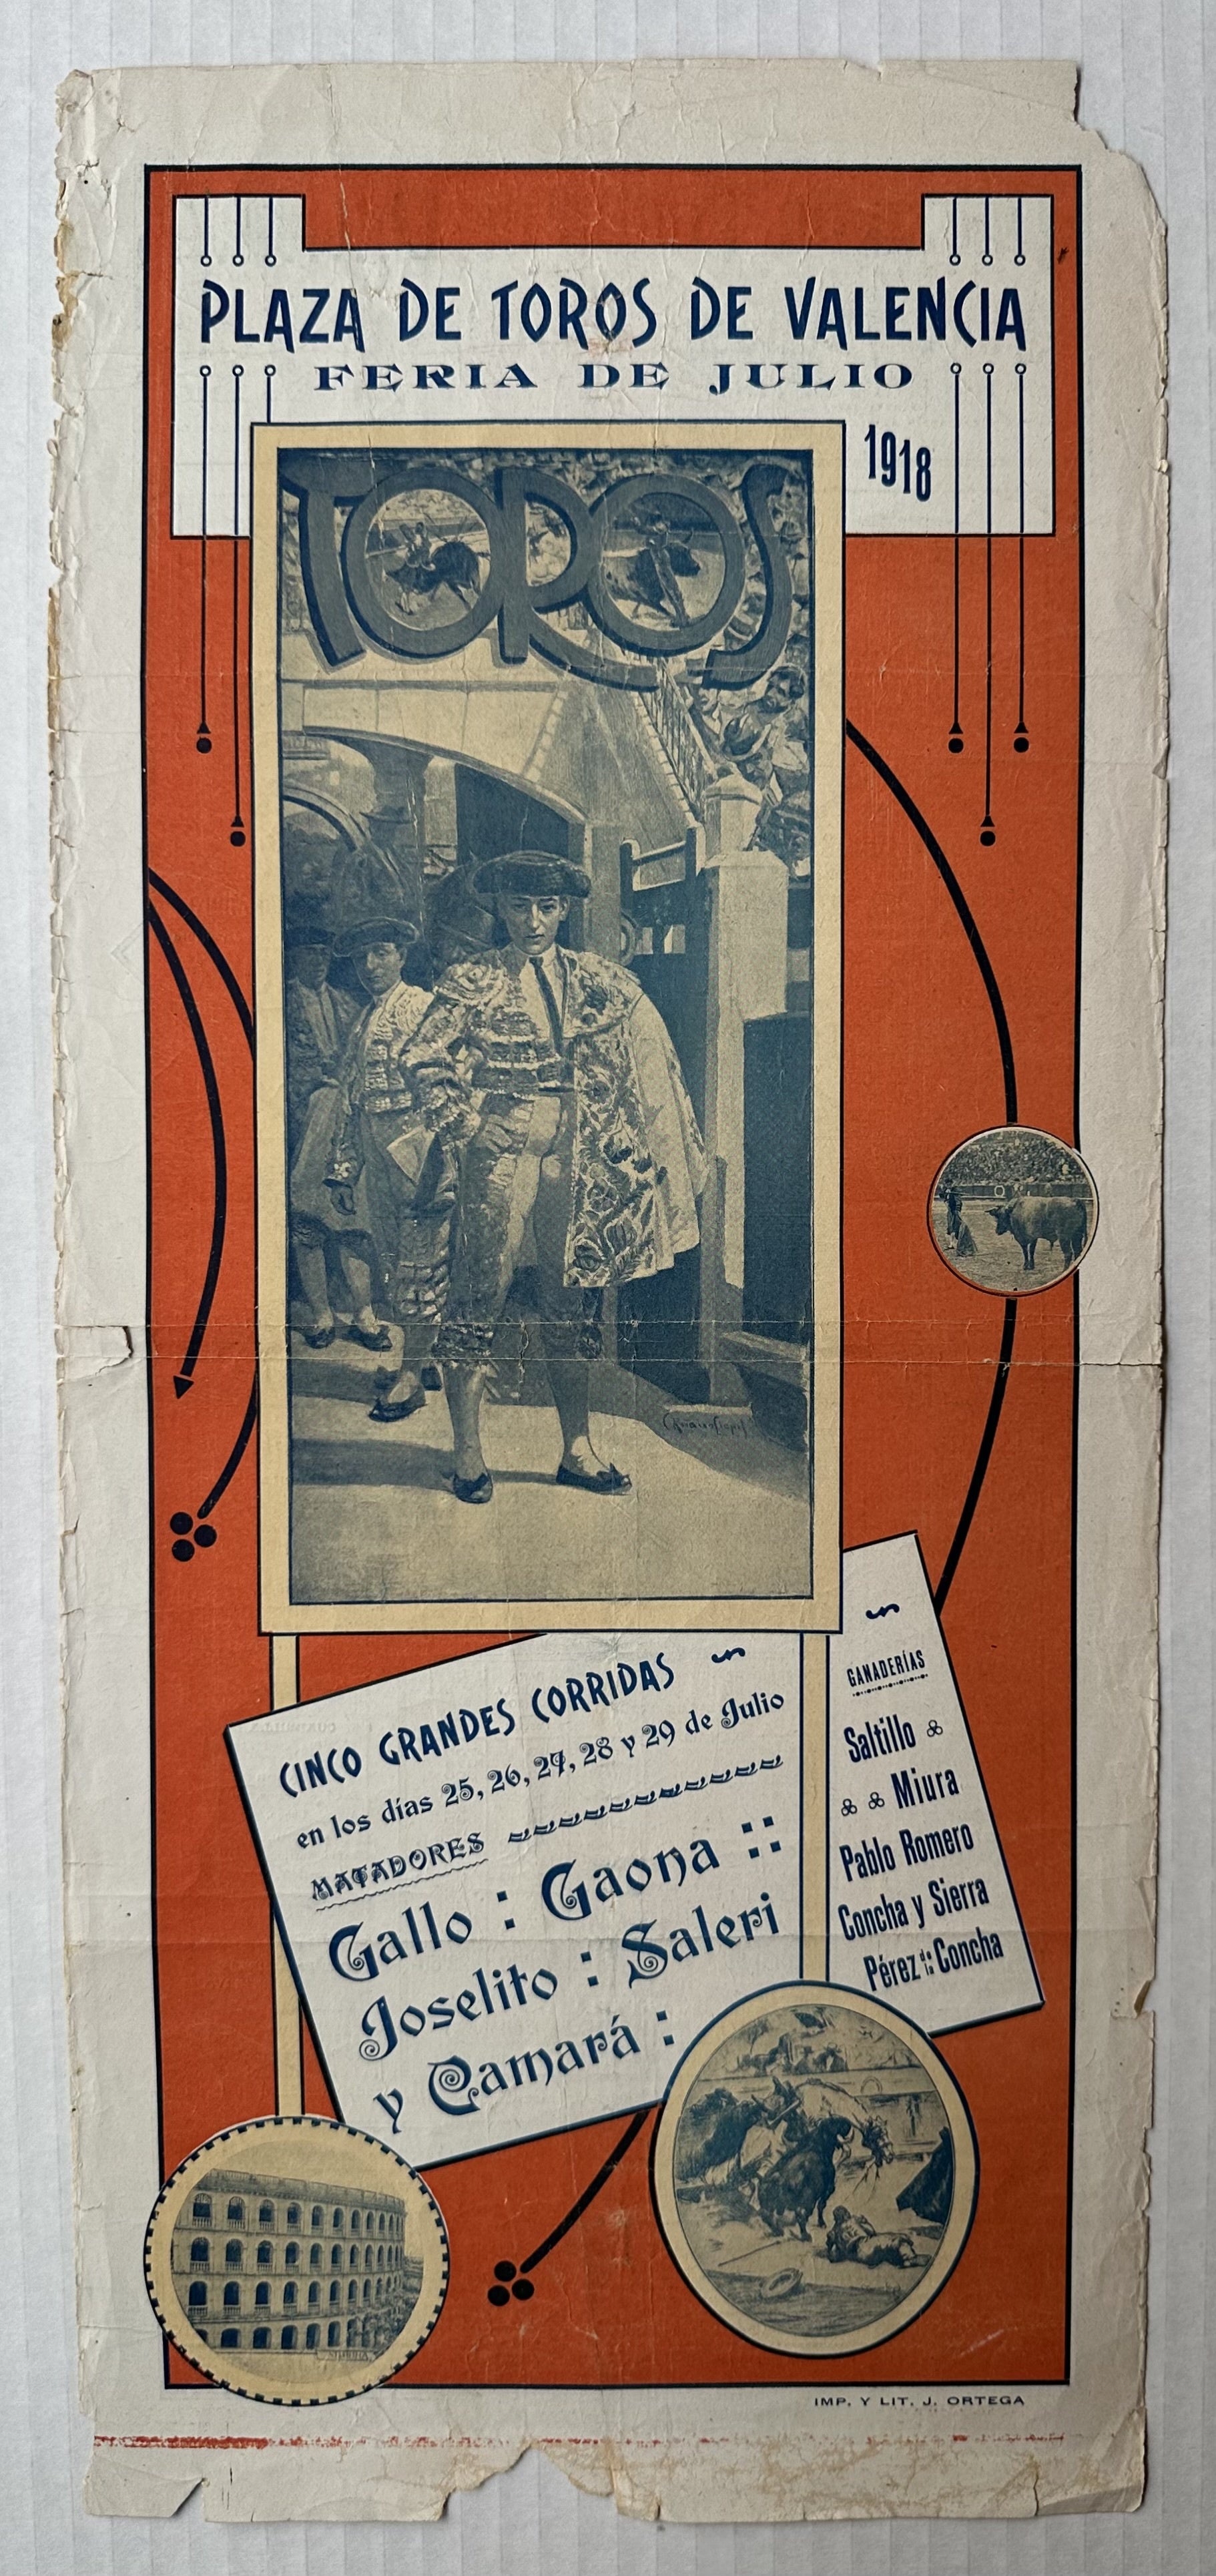 PLAZA DE TOROS DE VALENCIA
FERIA DE JULIO
1918
TOROS
CINCO GRANDES CORRIDAS
en los días 25, 26, 27, 28 y 29 de Julio
MATADORES
Gallo : Gaona ::
Joselito : Saleri
y Camará :
GANADERÍAS
Saltillo
Miura
Pablo Romero
Concha y Sierra
Pérez de la Concha
IMP. Y LIT. J. ORTEGA